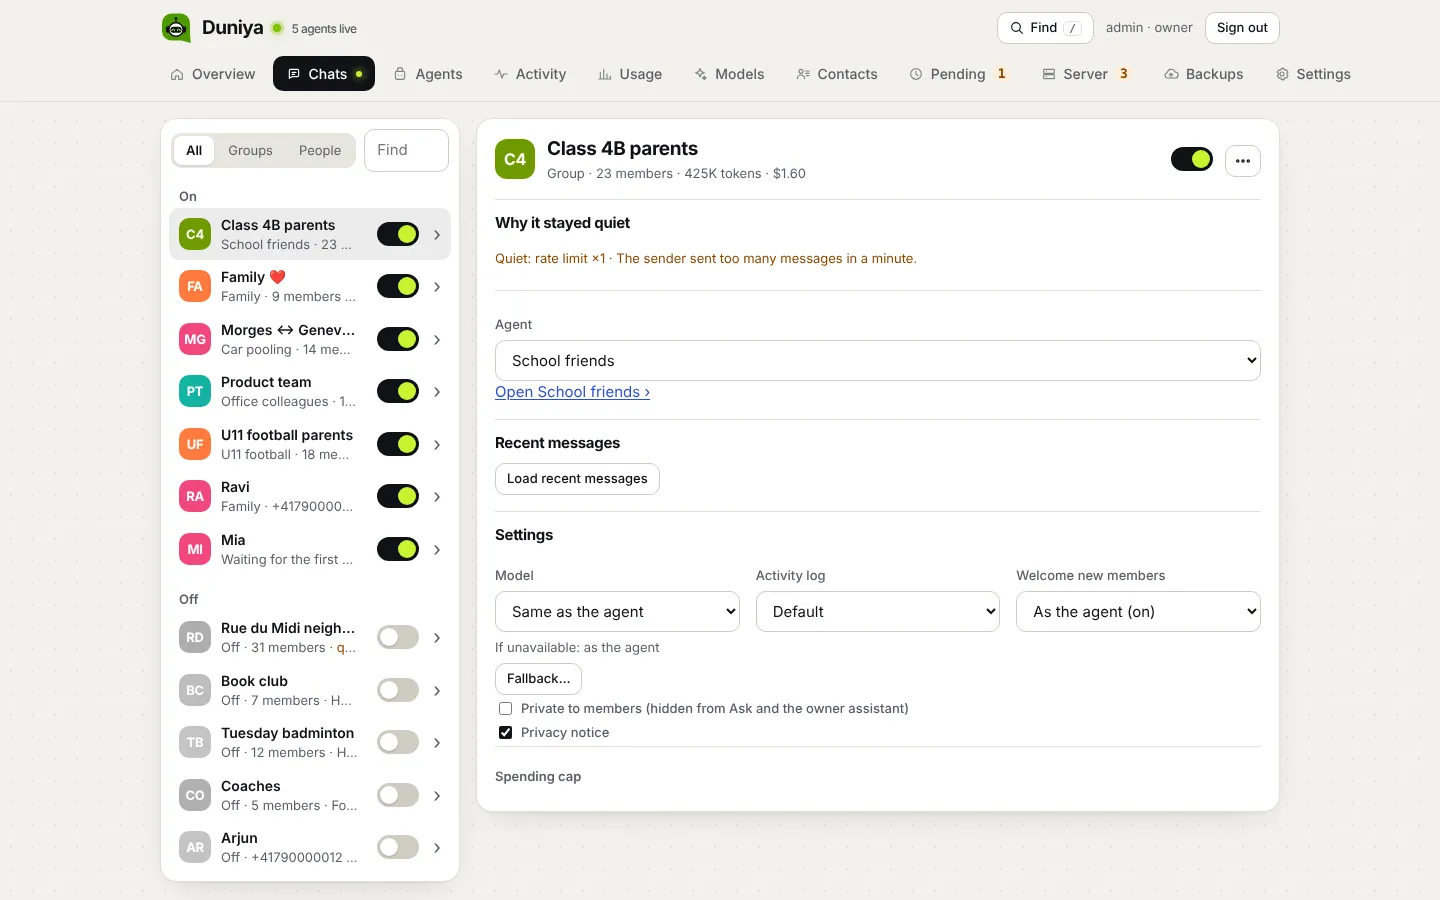 Duniya
5 agents live
Find /
admin · owner
Sign out
Overview
Chats
Agents
Activity
Usage
Models
Contacts
Pending 1
Server 3
Backups
Settings
All
Groups
People
Find
On
C4
Class 4B parents
School friends · 23 ...
FA
Family ❤️
Family · 9 members ...
MG
Morges ↔ Genev...
Car pooling · 14 me...
PT
Product team
Office colleagues · 1...
UF
U11 football parents
U11 football · 18 me...
RA
Ravi
Family · +41790000...
MI
Mia
Waiting for the first ...
Off
RD
Rue du Midi neigh...
Off · 31 members · q...
BC
Book club
Off · 7 members · H...
TB
Tuesday badminton
Off · 12 members · H...
CO
Coaches
Off · 5 members · Fo...
AR
Arjun
Off · +41790000012 ...
C4
Class 4B parents
Group · 23 members · 425K tokens · $1.60
Why it stayed quiet
Quiet: rate limit ×1 · The sender sent too many messages in a minute.
Agent
School friends
Open School friends ›
Recent messages
Load recent messages
Settings
Model
Same as the agent
Activity log
Default
Welcome new members
As the agent (on)
If unavailable: as the agent
Fallback...
Private to members (hidden from Ask and the owner assistant)
Privacy notice
Spending cap